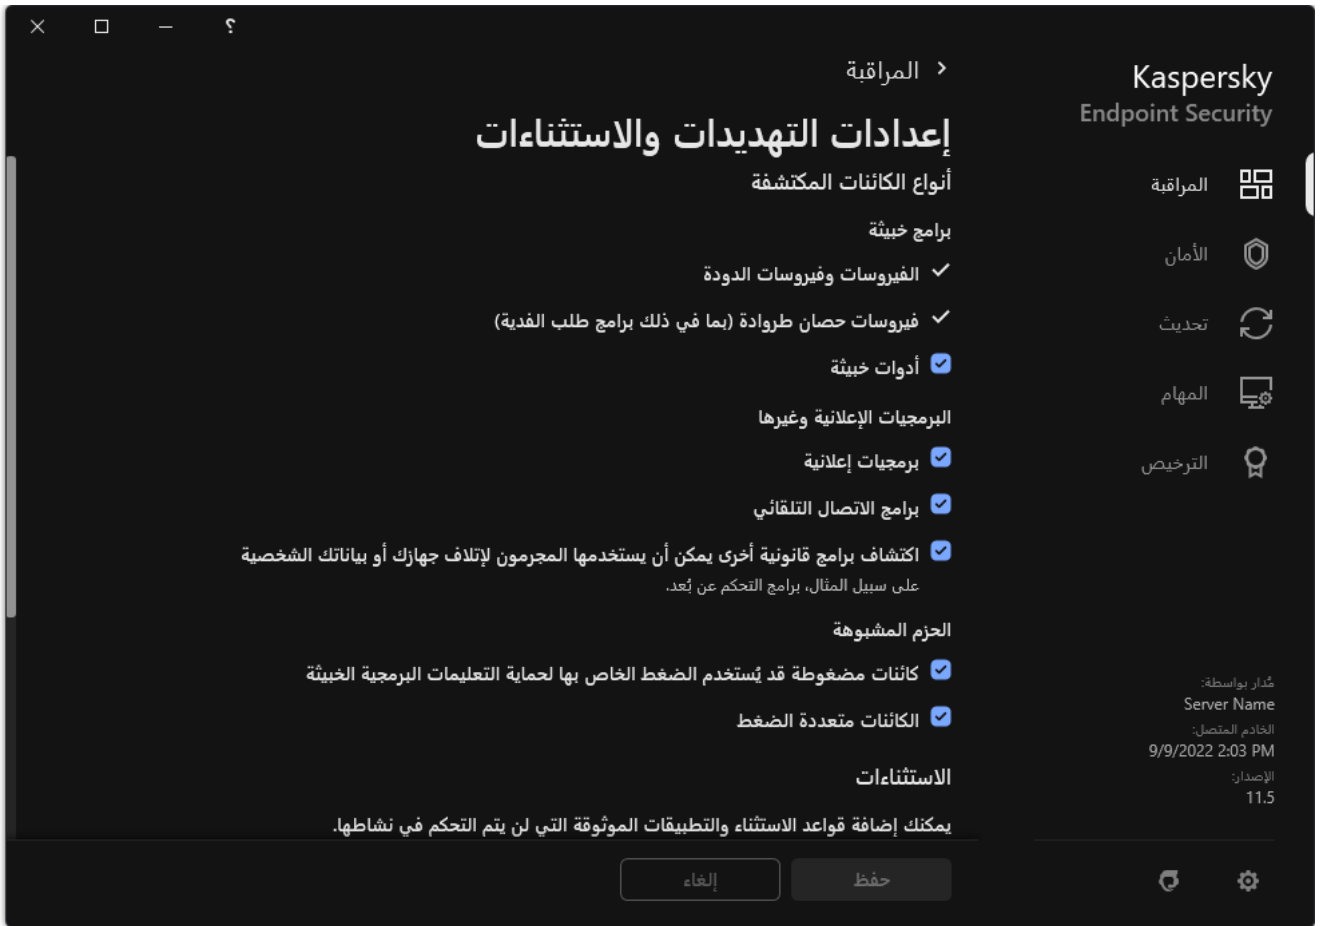 ؟
Kaspersky
Endpoint Security
المراقبة
الأمان
تحديث
المهام
الترخيص
مُدار بواسطة:
Server Name
الخادم المتصل:
9/9/2022 2:03 PM
الإصدار:
11.5
المراقبة
إعدادات التهديدات والاستثناءات
أنواع الكائنات المكتشفة
برامج خبيثة
الفيروسات وفيروسات الدودة
فيروسات حصان طروادة (بما في ذلك برامج طلب الفدية)
أدوات خبيثة
البرمجيات الإعلانية وغيرها
برمجيات إعلانية
برامج الاتصال التلقائي
اكتشاف برامج قانونية أخرى يمكن أن يستخدمها المجرمون لإتلاف جهازك أو بياناتك الشخصية
على سبيل المثال، برامج التحكم عن بُعد.
الحزم المشبوهة
كائنات مضغوطة قد يُستخدم الضغط الخاص بها لحماية التعليمات البرمجية الخبيثة
الكائنات متعددة الضغط
الاستثناءات
يمكنك إضافة قواعد الاستثناء والتطبيقات الموثوقة التي لن يتم التحكم في نشاطها.
حفظ
إلغاء